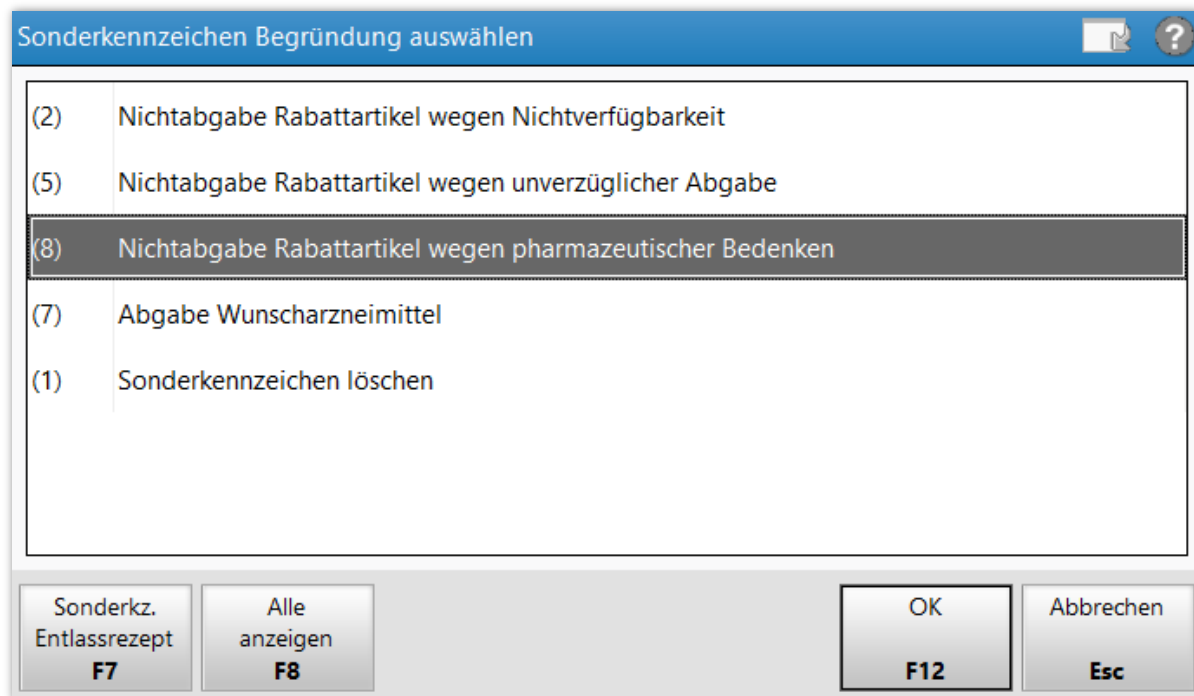 Sonderkennzeichen Begründung auswählen ?
(2) Nichtabgabe Rabattartikel wegen Nichtverfügbarkeit
(5) Nichtabgabe Rabattartikel wegen unverzüglicher Abgabe
(8) Nichtabgabe Rabattartikel wegen pharmazeutischer Bedenken
(7) Abgabe Wunscharzneimittel
(1) Sonderkennzeichen löschen
Sonderkz.
Entlassrezept
F7
Alle
anzeigen
F8
OK
F12
Abbrechen
Esc